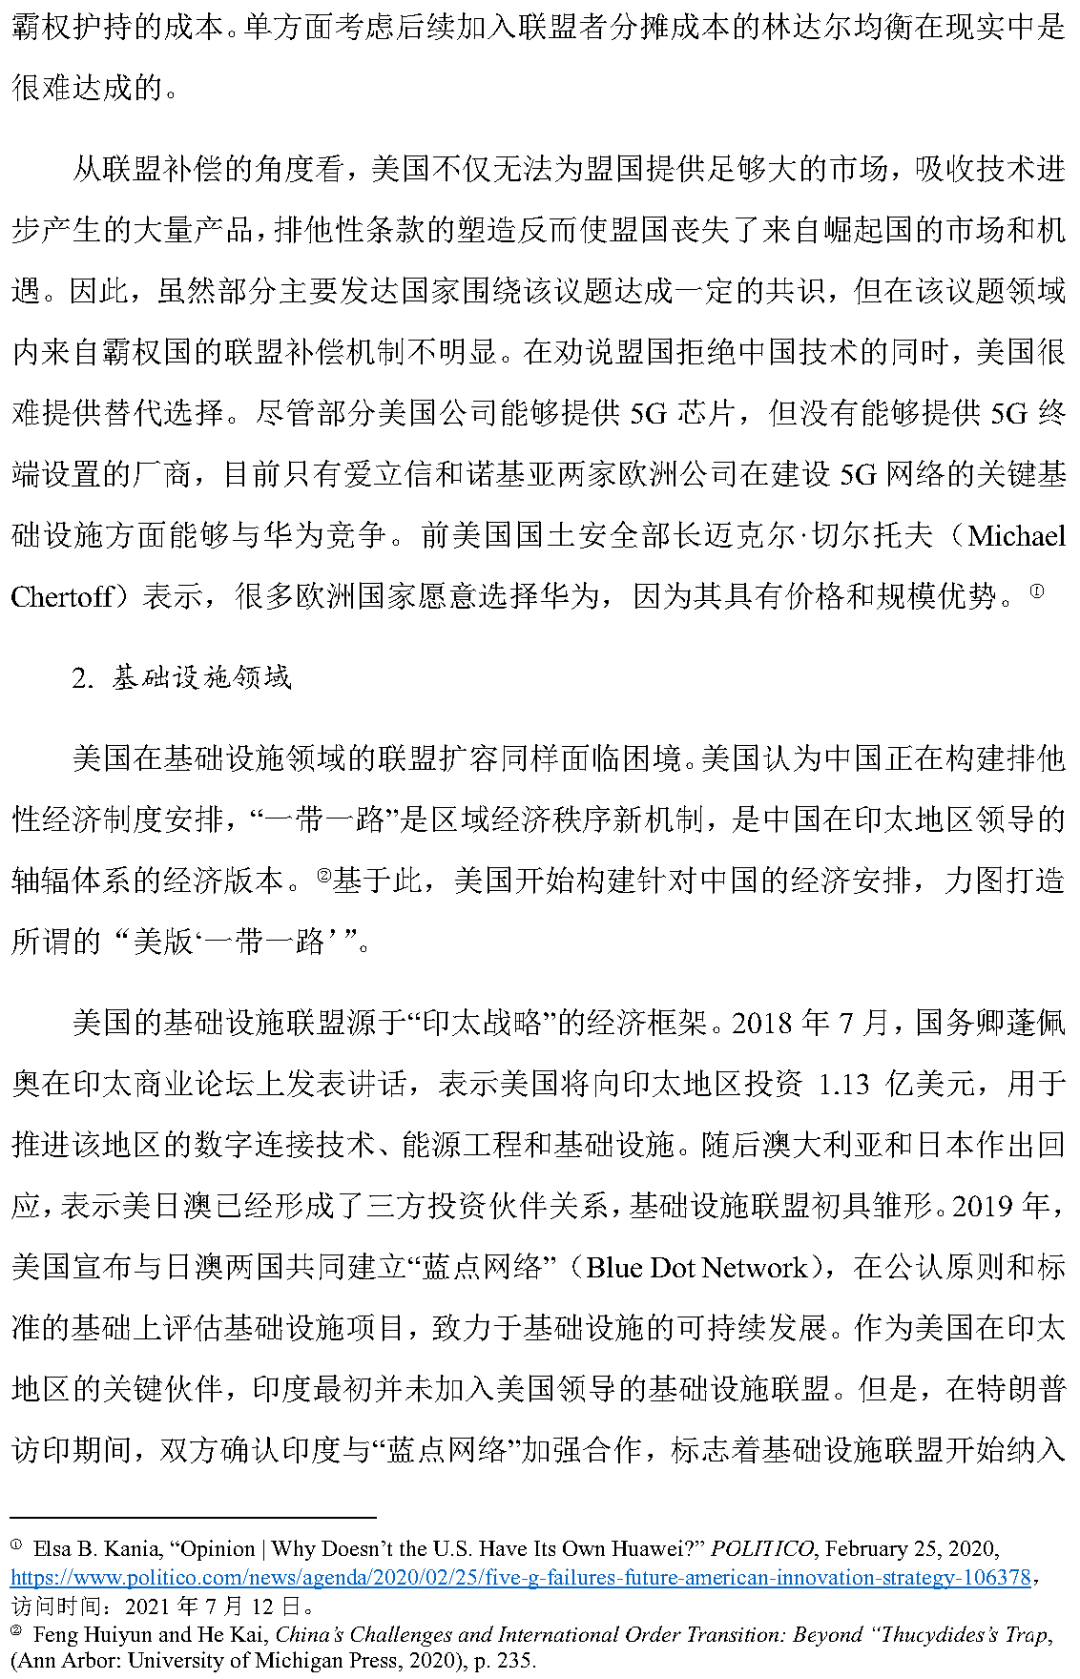 霸权护持的成本。单方面考虑后续加入联盟者分摊成本的林达尔均衡在现实中是
很难达成的。
从联盟补偿的角度看，美国不仅无法为盟国提供足够大的市场，吸收技术进
步产生的大量产品，排他性条款的塑造反而使盟国丧失了来自崛起国的市场和机
遇。因此，虽然部分主要发达国家围绕该议题达成一定的共识，但在该议题领域
内来自霸权国的联盟补偿机制不明显。在劝说盟国拒绝中国技术的同时，美国很
难提供替代选择。尽管部分美国公司能够提供 5G 芯片，但没有能够提供 5G 终
端设置的厂商，目前只有爱立信和诺基亚两家欧洲公司在建设 5G 网络的关键基
础设施方面能够与华为竞争。前美国国土安全部长迈克尔·切尔托夫（Michael
Chertoff）表示，很多欧洲国家愿意选择华为，因为其具有价格和规模优势。①
2. 基础设施领域
美国在基础设施领域的联盟扩容同样面临困境。美国认为中国正在构建排他
性经济制度安排，“一带一路”是区域经济秩序新机制，是中国在印太地区领导的
轴辐体系的经济版本。②基于此，美国开始构建针对中国的经济安排，力图打造
所谓的“美版‘一带一路’”。
美国的基础设施联盟源于“印太战略”的经济框架。2018 年 7 月，国务卿蓬佩
奥在印太商业论坛上发表讲话，表示美国将向印太地区投资 1.13 亿美元，用于
推进该地区的数字连接技术、能源工程和基础设施。随后澳大利亚和日本作出回
应，表示美日澳已经形成了三方投资伙伴关系，基础设施联盟初具雏形。2019 年，
美国宣布与日澳两国共同建立“蓝点网络”（Blue Dot Network），在公认原则和标
准的基础上评估基础设施项目，致力于基础设施的可持续发展。作为美国在印太
地区的关键伙伴，印度最初并未加入美国领导的基础设施联盟。但是，在特朗普
访印期间，双方确认印度与“蓝点网络”加强合作，标志着基础设施联盟开始纳入
① Elsa B. Kania, “Opinion | Why Doesn’t the U.S. Have Its Own Huawei?” POLITICO, February 25, 2020,
https://www.politico.com/news/agenda/2020/02/25/five-g-failures-future-american-innovation-strategy-106378，
访问时间：2021 年 7 月 12 日。
② Feng Huiyun and He Kai, China’s Challenges and International Order Transition: Beyond “Thucydides’s Trap,
(Ann Arbor: University of Michigan Press, 2020), p. 235.